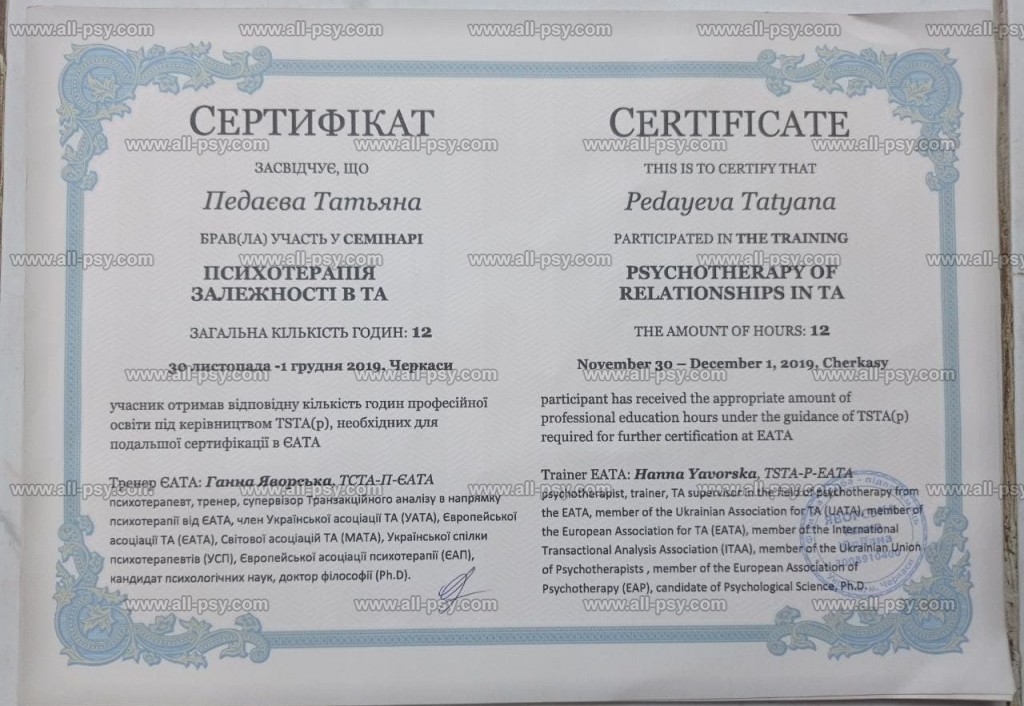 СЕРТИФІКАТ
ЗАСВІДЧУЄ, ЩО
Педаєва Татьяна
БРАВ(ЛА) УЧАСТЬ У СЕМІНАРІ
ПСИХОТЕРАПІЯ
ЗАЛЕЖНОСТІ В ТА
ЗАГАЛЬНА КІЛЬКІСТЬ ГОДИН: 12
30 листопада -1 грудня 2019, Черкаси
учасник отримав відповідну кількість годин професійної
освіти під керівництвом TSTA(p), необхідних для
подальшої сертифікації в ЄАТА
Тренер ЄАТА: Ганна Яворська, ТСТА-П-ЄАТА
психотерапевт, тренер, супервізор Транзакційного аналізу в напрямку
психотерапії від ЄАТА, член Української асоціації ТА (УАТА), Європейської
асоціації ТА (ЄАТА), Світової асоціацій ТА (МАТА), Української спілки
психотерапевтів (УСП), Європейської асоціації психотерапії (ЕАП),
кандидат психологічних наук, доктор філософії (Ph.D).
CERTIFICATE
THIS IS TO CERTIFY THAT
Pedayeva Tatyana
PARTICIPATED IN THE TRAINING
PSYCHOTHERAPY OF
RELATIONSHIPS IN TA
THE AMOUNT OF HOURS: 12
November 30 – December 1, 2019, Cherkasy
participant has received the appropriate amount of
professional education hours under the guidance of TSTA(p)
required for further certification at EATA
Trainer EATA: Hanna Yavorska, TSTA-P-EATA
psychotherapist, trainer, TA supervisor in the field of psychotherapy from
the EATA, member of the Ukrainian Association for TA (UATA), member of
the European Association for TA (EATA), member of the International
Transactional Analysis Association (ITAA), member of the Ukrainian Union
of Psychotherapists , member of the European Association of
Psychotherapy (EAP), candidate of Psychological Science, Ph.D.
www.all-psy.com